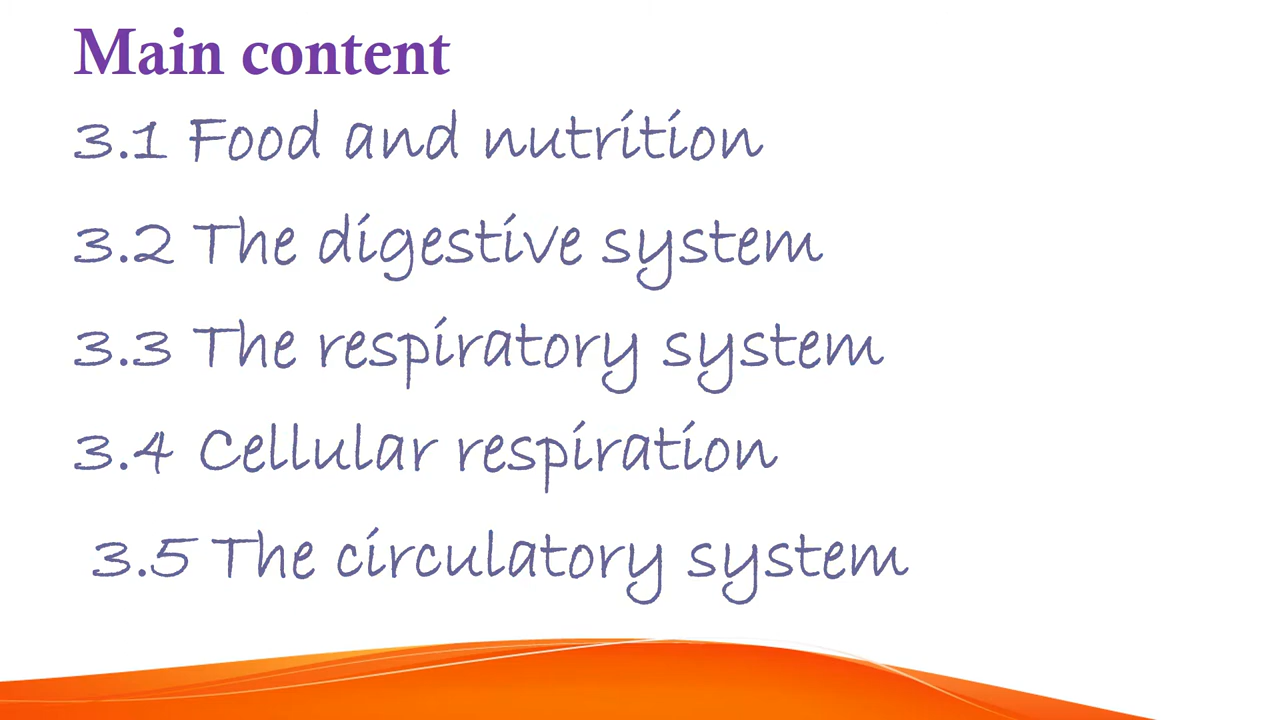 Main content
3.1 Food and nutrition
3.2 The digestive system
3.3 The respiratory system
3.4 Cellular respiration
3.5 The circulatory system